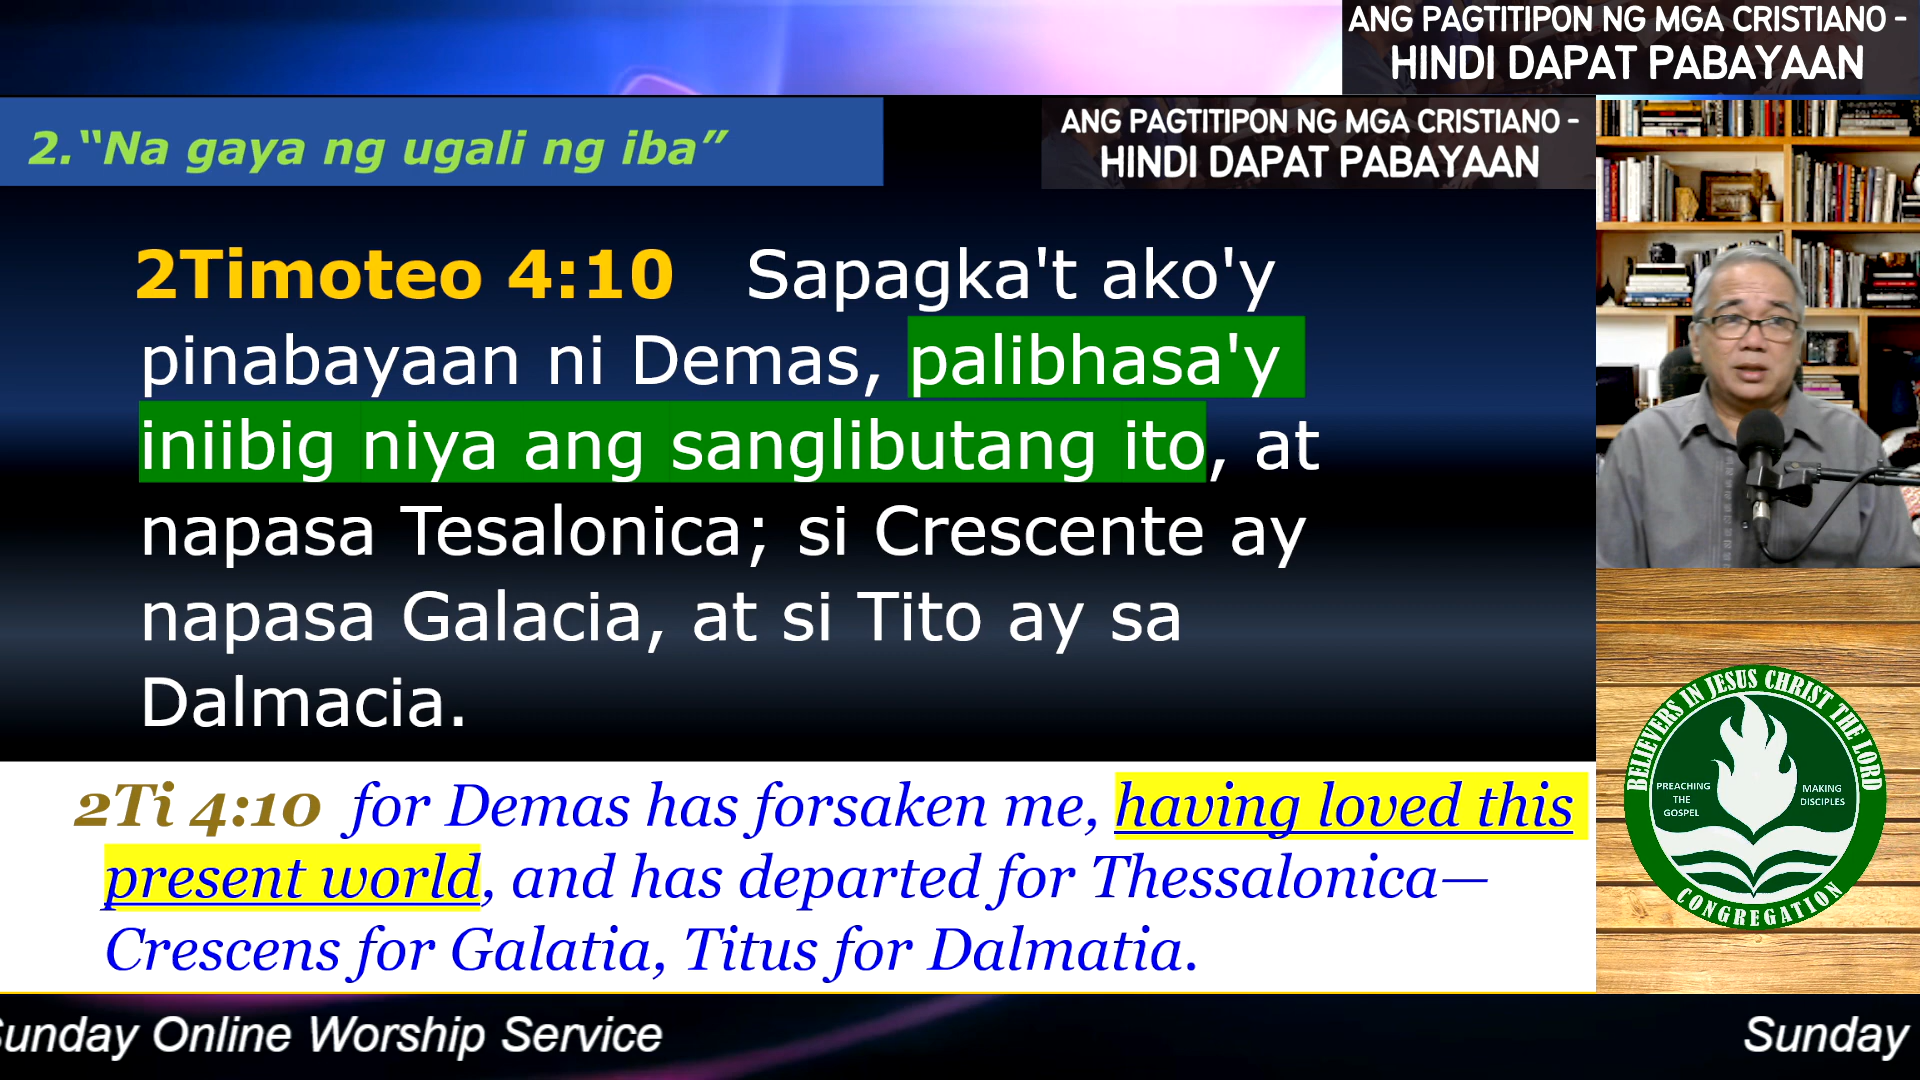 ANG PAGTITIPON NG MGA CRISTIANO -
HINDI DAPAT PABAYAAN
2.“Na gaya ng ugali ng iba”
ANG PAGTITIPON NG MGA CRISTIANO -
HINDI DAPAT PABAYAAN
2Timoteo 4:10 Sapagka't ako'y
pinabayaan ni Demas, palibhasa'y
iniibig niya ang sanglibutang ito, at
napasa Tesalonica; si Crescente ay
napasa Galacia, at si Tito ay sa
Dalmacia.
2Ti 4:10 for Demas has forsaken me, having loved this
present world, and has departed for Thessalonica—
Crescens for Galatia, Titus for Dalmatia.
BELIEVERS IN JESUS CHRIST THE LORD
PREACHING
THE
GOSPEL
MAKING
DISCIPLES
CONGREGATION
Sunday Online Worship Service
Sunday